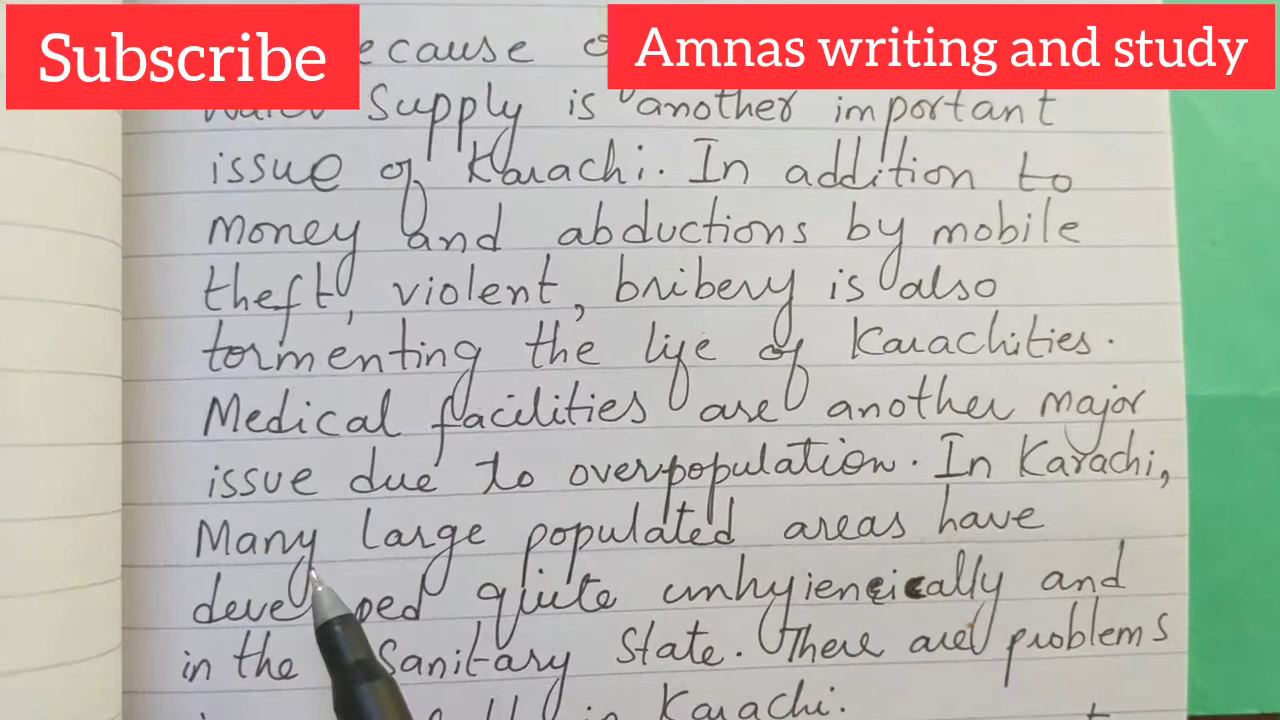 Subscribe
Amnas writing and study
ecause
Water Supply is another important
issue of Karachi. In addition to
money and abductions by mobile
theft, violent, bribery is also
tormenting the life of Karachities.
Medical facilities are another major
issue due to overpopulation. In Karachi,
Many large populated areas have
quite unhyieneically and
in the Sanitary State. There are problems
in Karachi.